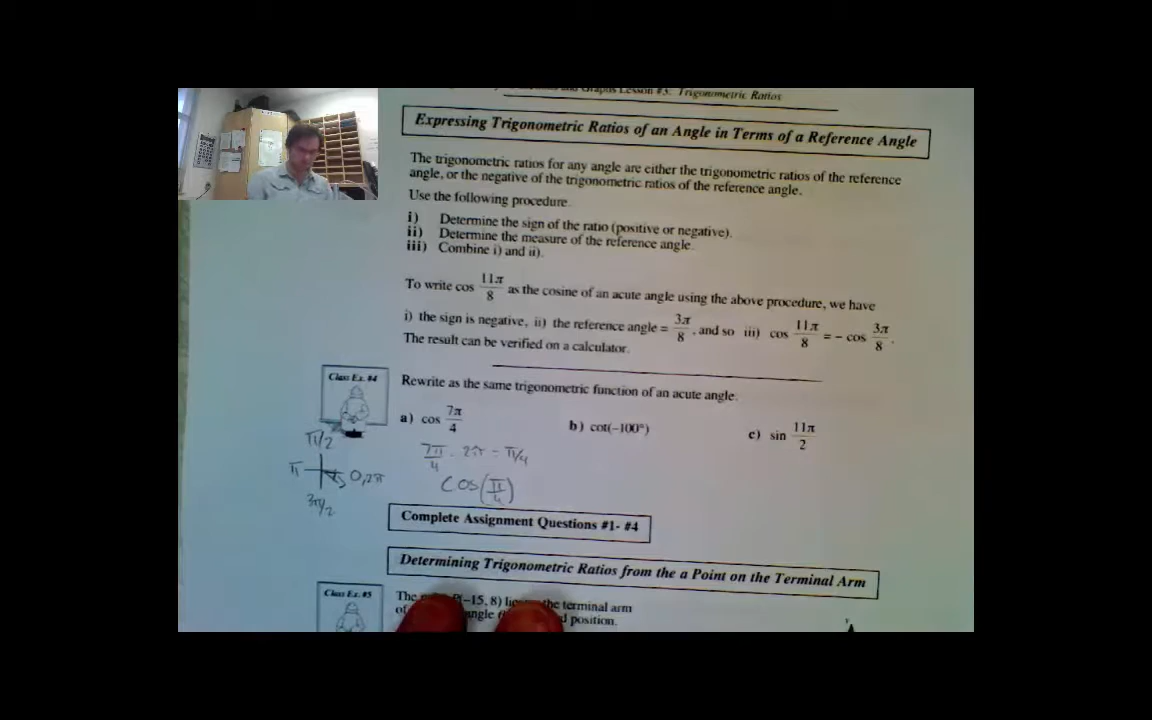 Lesson #3: Trigonometric Ratios
Expressing Trigonometric Ratios of an Angle in Terms of a Reference Angle
The trigonometric ratios for any angle are either the trigonometric ratios of the reference
angle, or the negative of the trigonometric ratios of the reference angle.
Use the following procedure.
i) Determine the sign of the ratio (positive or negative).
ii) Determine the measure of the reference angle.
iii) Combine i) and ii).
To write cos 11π/8 as the cosine of an acute angle using the above procedure, we have
i) the sign is negative, ii) the reference angle = 3π/8, and so iii) cos 11π/8 = – cos 3π/8.
The result can be verified on a calculator.
Class Ex. #4
Rewrite as the same trigonometric function of an acute angle.
a) cos 7π/4 b) cot(–100°) c) sin 11π/2
π/2
7π/4 - 2π = π/4
π 0,2π
cos(π/4)
3π/2
Complete Assignment Questions #1- #4
Determining Trigonometric Ratios from the a Point on the Terminal Arm
Class Ex. #5
The (–15, 8) the terminal arm
of angle position.